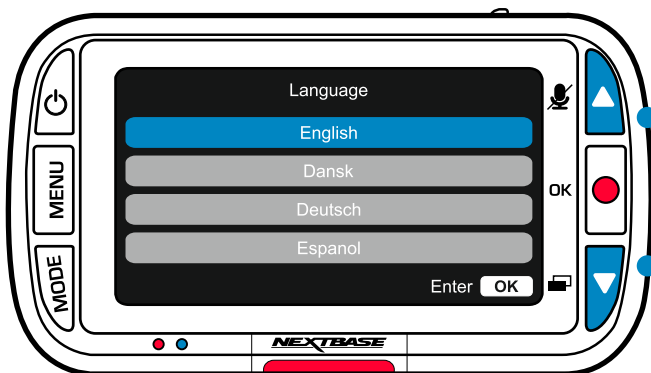 Language
English
Dansk
Deutsch
Espanol
Enter OK
MENU
MODE
OK
NEXTBASE